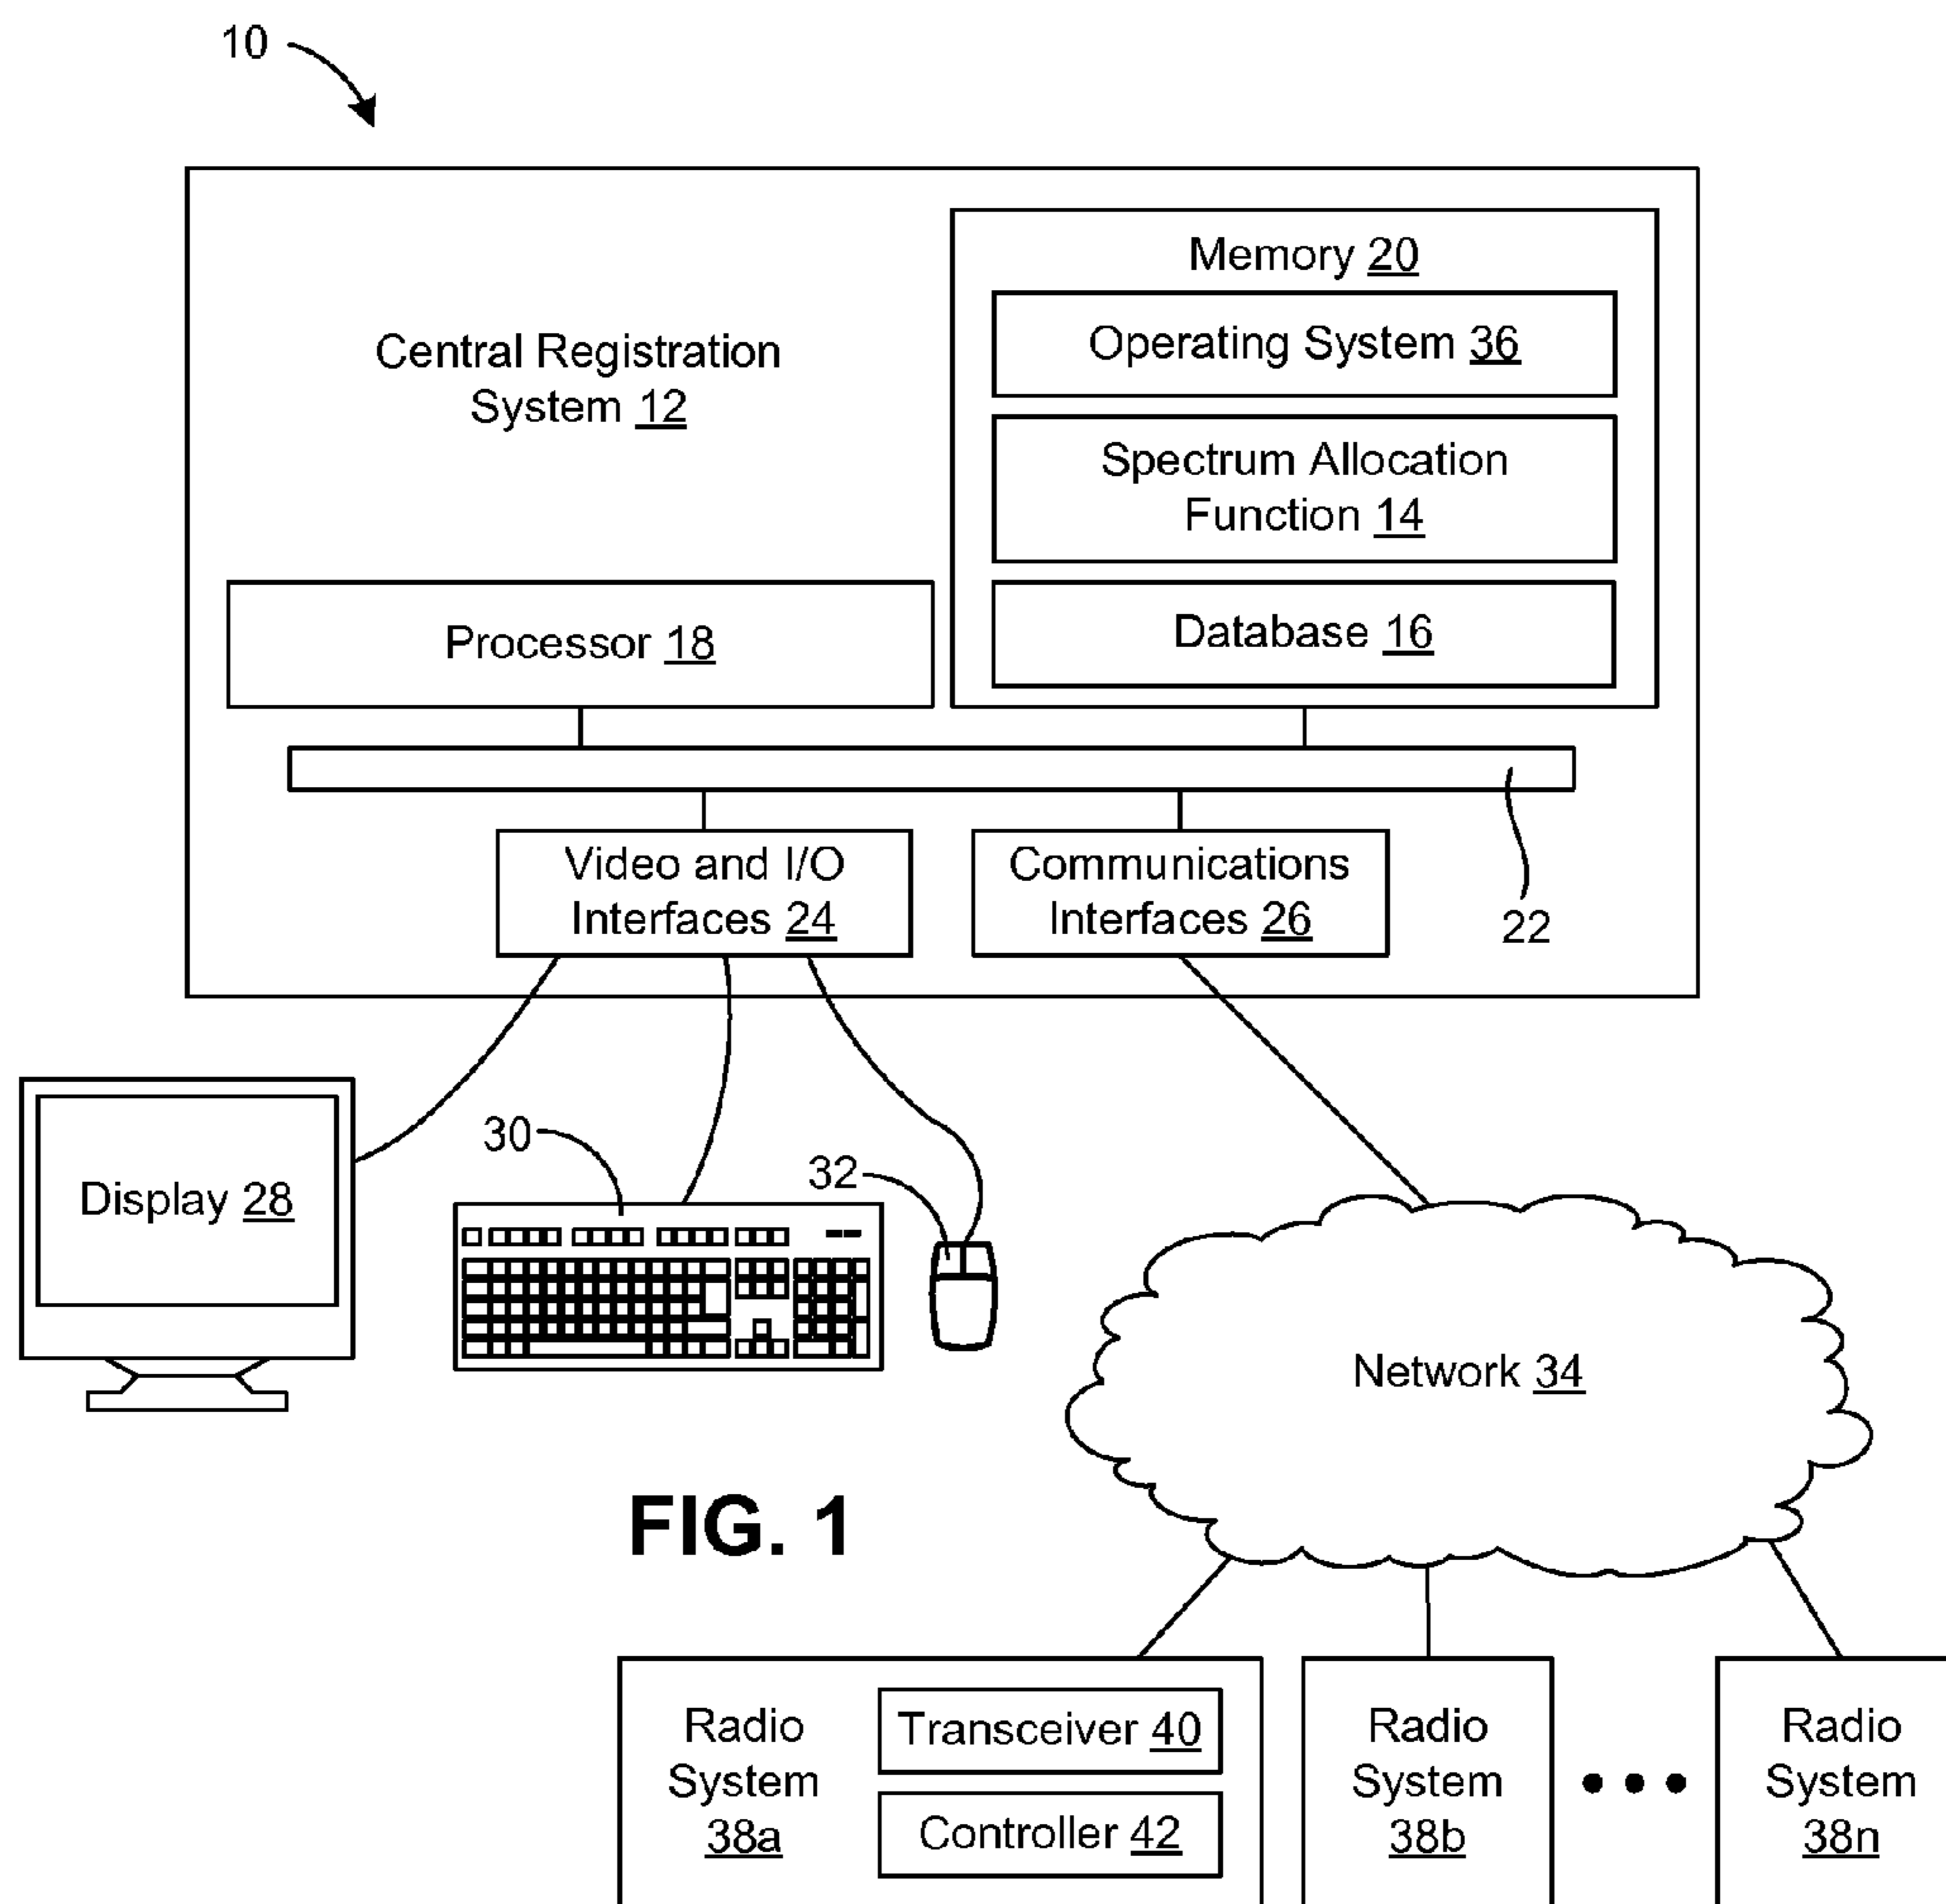 10
Memory 20
Operating System 36
Central Registration
System 12
Spectrum Allocation
Function 14
Processor 18
Database 16
Video and I/O
Interfaces 24
Communications
Interfaces 26
22
Display 28
30
32
Network 34
FIG. 1
Radio
System
38a
Transceiver 40
Controller 42
Radio
System
38b
Radio
System
38n